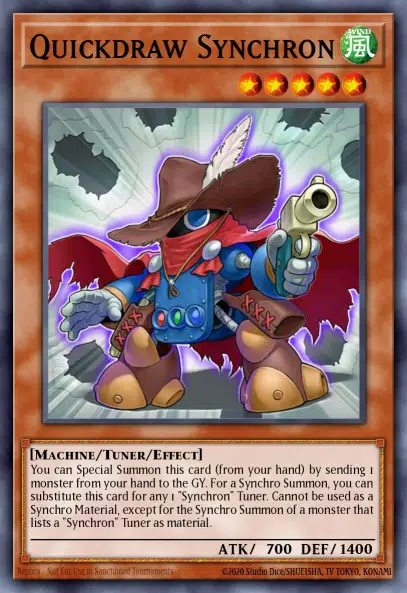 Quickdraw Synchron
WIND
風
[Machine/Tuner/Effect]
You can Special Summon this card (from your hand) by sending 1
monster from your hand to the GY. For a Synchro Summon, you can
substitute this card for any 1 "Synchron" Tuner. Cannot be used as a
Synchro Material, except for the Synchro Summon of a monster that
lists a "Synchron" Tuner as material.
ATK/ 700 DEF/1400
Replica - Not For Use in Sanctioned Tournaments
©2020 Studio Dice/SHUEISHA, TV TOKYO, KONAMI